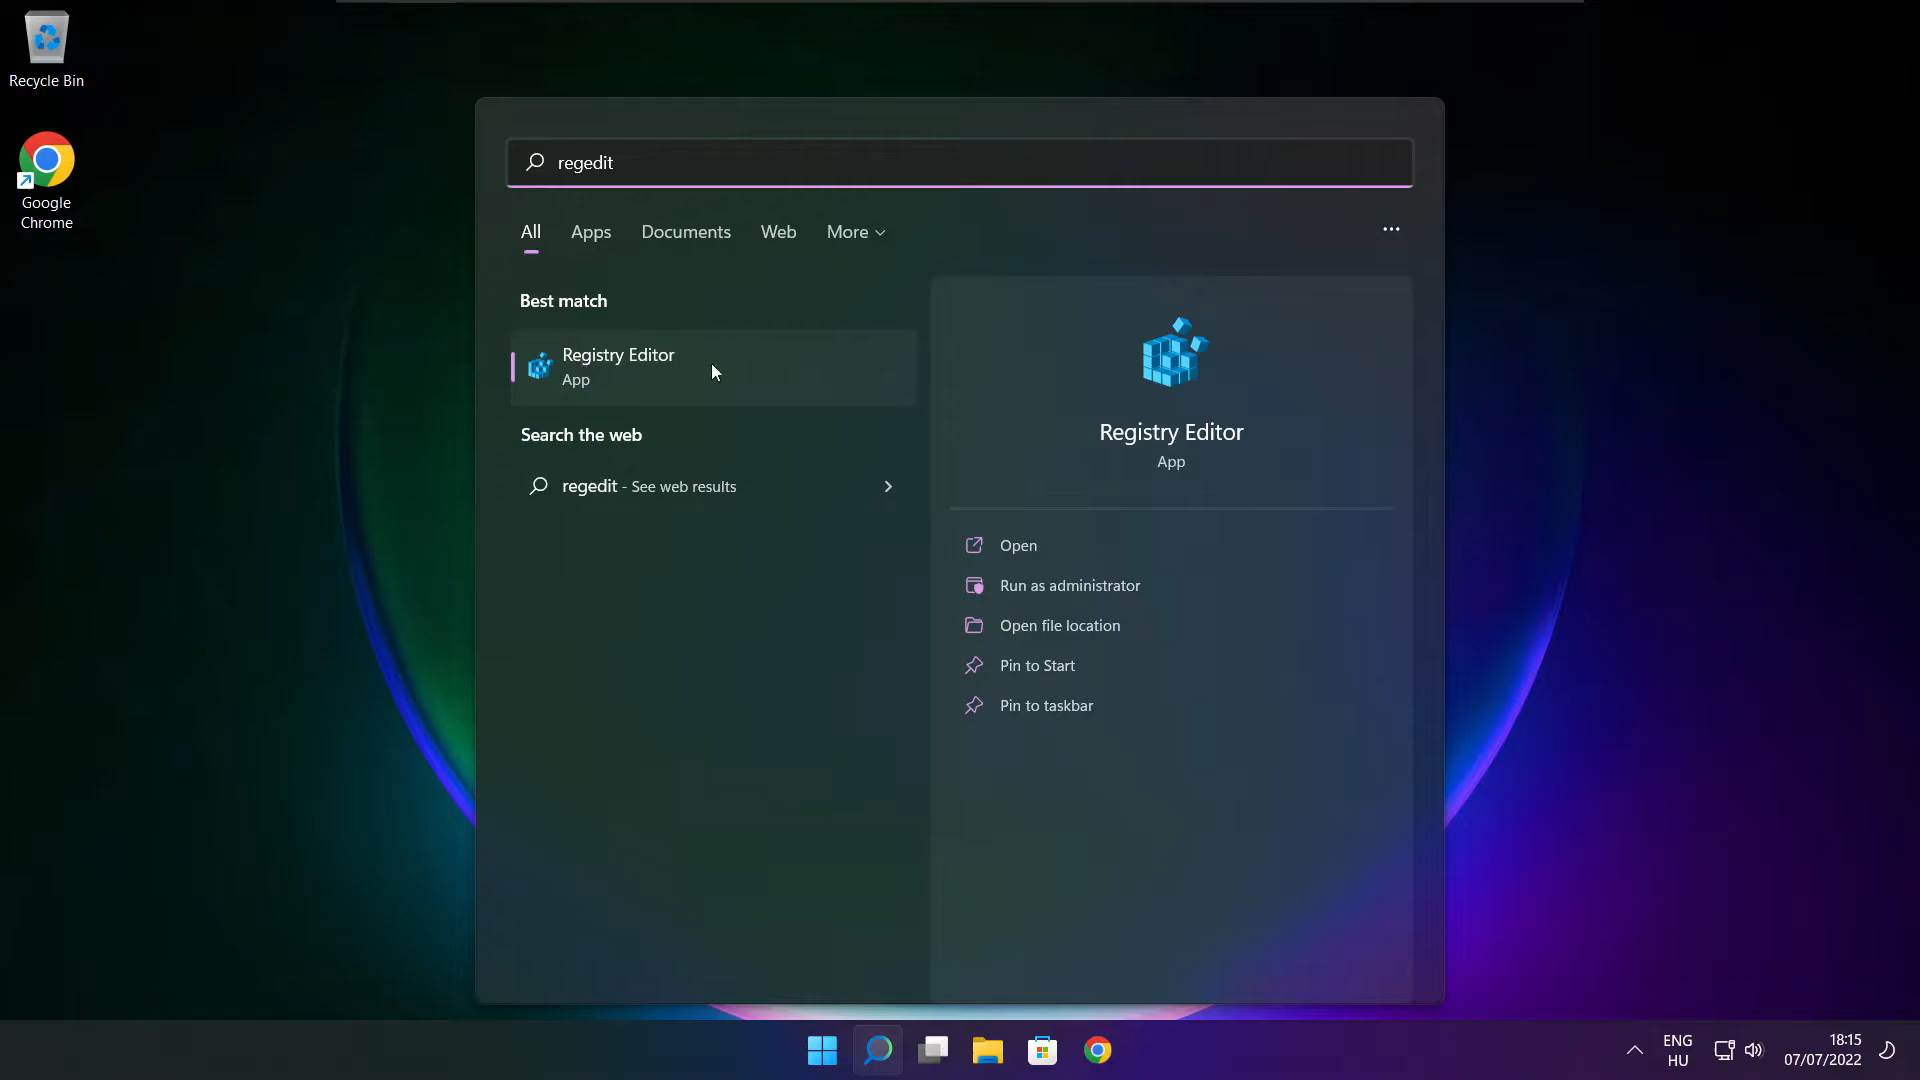 Recycle Bin
Google
Chrome
regedit
All Apps Documents Web More
Best match
Registry Editor
App
Search the web
regedit - See web results
Registry Editor
App
Open
Run as administrator
Open file location
Pin to Start
Pin to taskbar
ENG
HU
18:15
07/07/2022